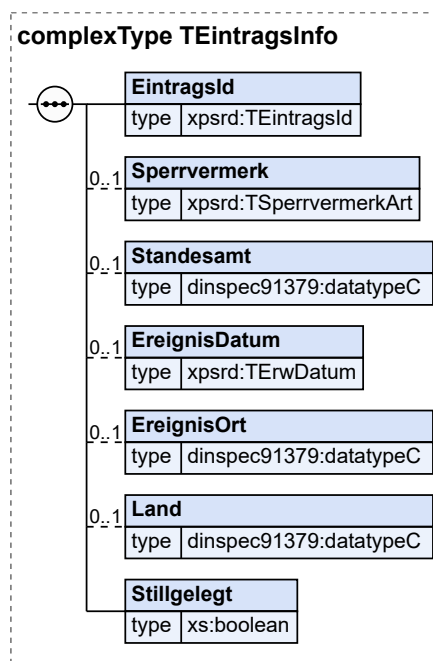 complexType TEintragsInfo
EintragsId
type xpsrd:TEintragsId
0..1
Sperrvermerk
type xpsrd:TSperrvermerkArt
0..1
Standesamt
type dinspec91379:datatypeC
0..1
EreignisDatum
type xpsrd:TErwDatum
0..1
EreignisOrt
type dinspec91379:datatypeC
0..1
Land
type dinspec91379:datatypeC
Stillgelegt
type xs:boolean